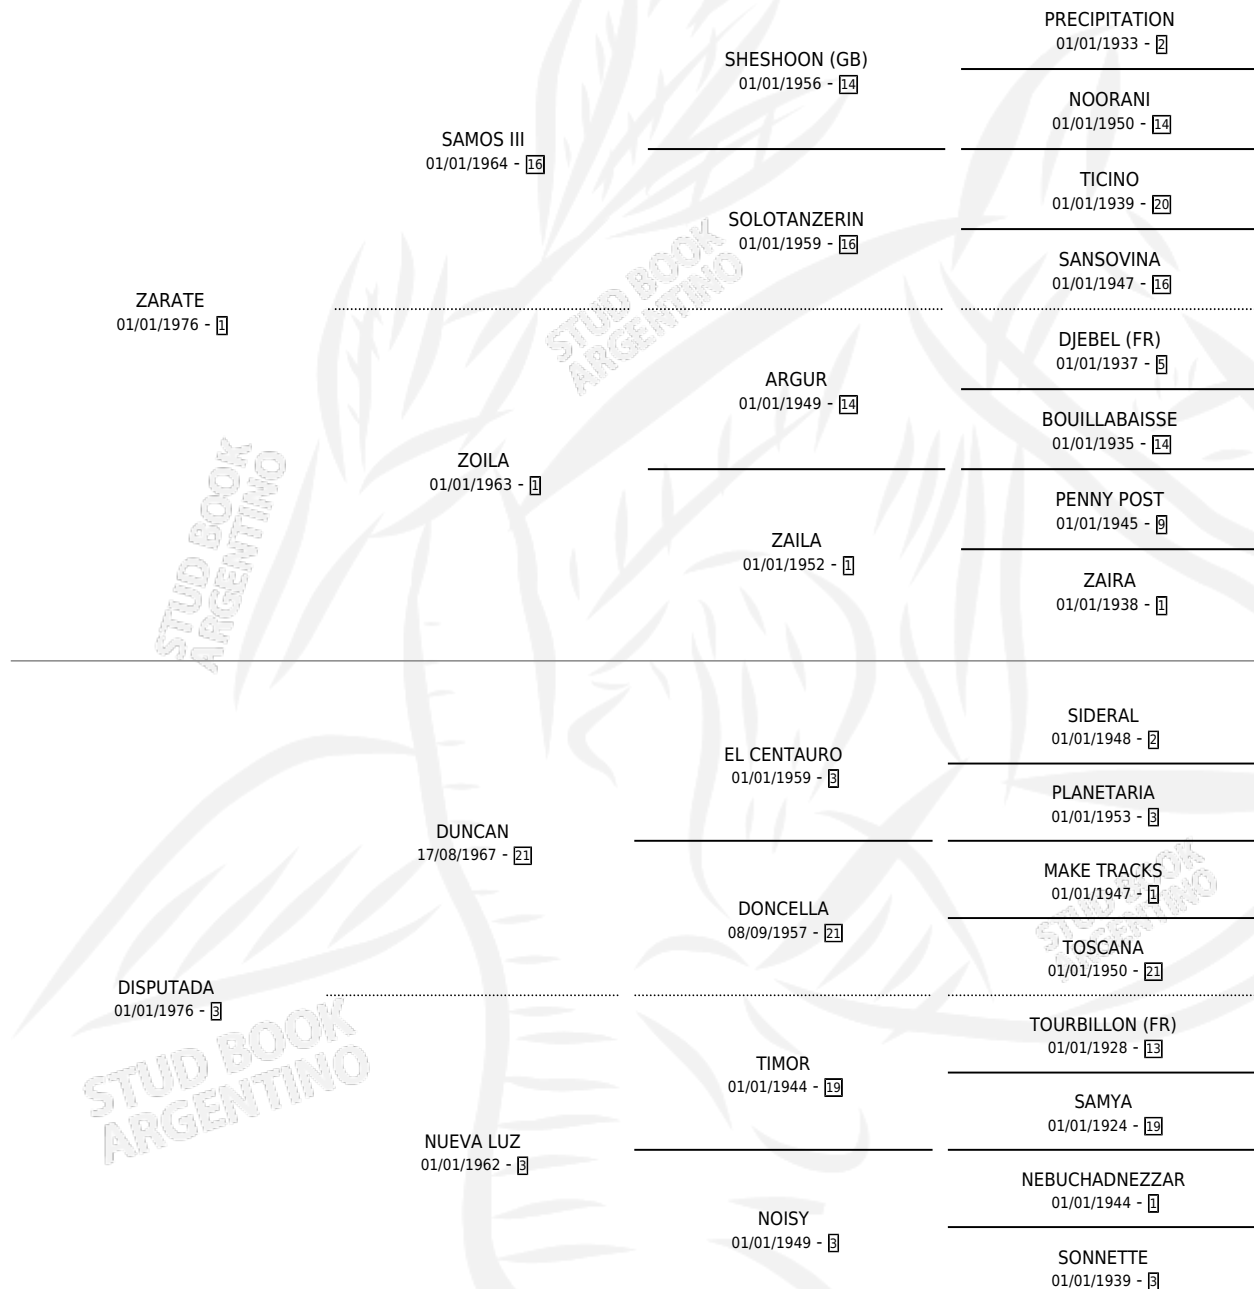 PRECIPITATION
01/01/1933 - 2
SHESHOON (GB)
01/01/1956 - 14
NOORANI
01/01/1950 - 14
SAMOS III
01/01/1964 - 16
TICINO
01/01/1939 - 20
SOLOTANZERIN
01/01/1959 - 16
SANSOVINA
01/01/1947 - 16
ZARATE
01/01/1976 - 1
DJEBEL (FR)
01/01/1937 - 5
ARGUR
01/01/1949 - 14
BOUILLABAISSE
01/01/1935 - 14
ZOILA
01/01/1963 - 1
PENNY POST
01/01/1945 - 9
ZAILA
01/01/1952 - 1
ZAIRA
01/01/1938 - 1
SIDERAL
01/01/1948 - 2
EL CENTAURO
01/01/1959 - 3
PLANETARIA
01/01/1953 - 3
DUNCAN
17/08/1967 - 21
MAKE TRACKS
01/01/1947 - 1
DONCELLA
08/09/1957 - 21
TOSCANA
01/01/1950 - 21
DISPUTADA
01/01/1976 - 3
TOURBILLON (FR)
01/01/1928 - 13
TIMOR
01/01/1944 - 19
SAMYA
01/01/1924 - 19
NUEVA LUZ
01/01/1962 - 3
NEBUCHADNEZZAR
01/01/1944 - 1
NOISY
01/01/1949 - 3
SONNETTE
01/01/1939 - 3
STUD BOOK
ARGENTINO
STUD BOOK
ARGENTINO
STUD BOOK
ARGENTINO
STUD BOOK
ARGENTINO